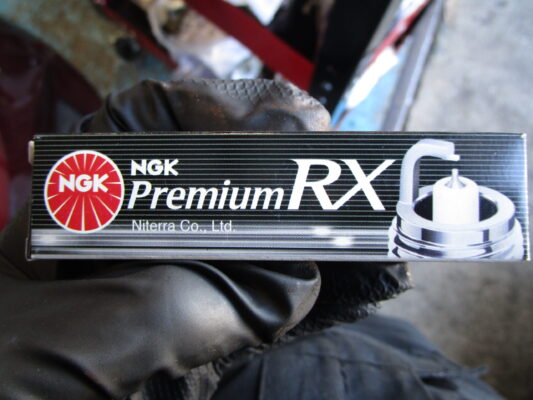 NGK
NGK
Premium RX
Niterra Co., Ltd.